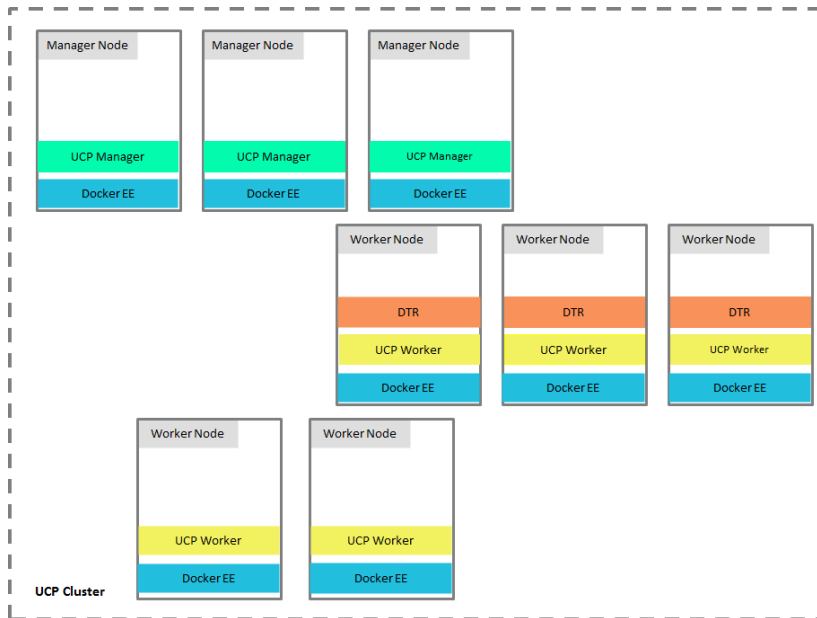 Manager Node
Manager Node
Manager Node
UCP Manager
UCP Manager
UCP Manager
Docker EE
Docker EE
Docker EE
Worker Node
Worker Node
Worker Node
DTR
DTR
DTR
UCP Worker
UCP Worker
UCP Worker
Docker EE
Docker EE
Docker EE
Worker Node
Worker Node
UCP Worker
UCP Worker
Docker EE
Docker EE
UCP Cluster